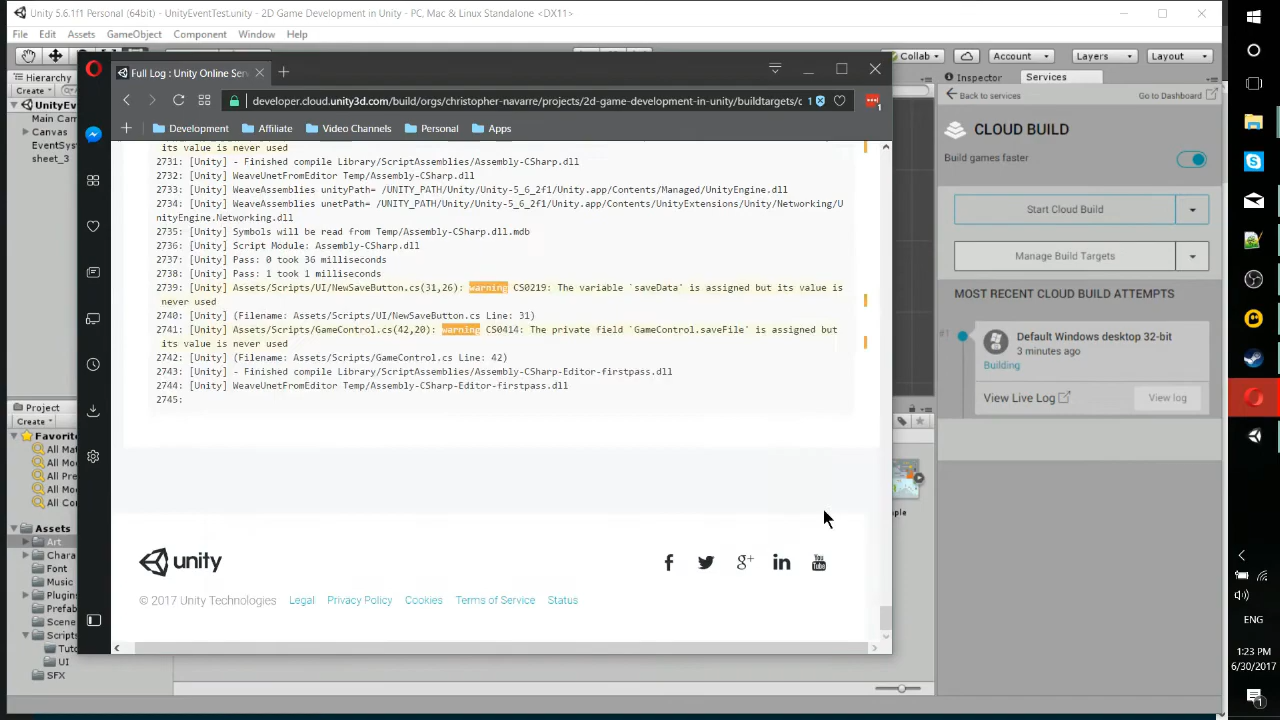 Unity 5.6.1f1 Personal (64bit) - UnityEventTest.unity - 2D Game Development in Unity - PC, Mac & Linux Standalone <DX11>
File Edit Assets GameObject Component Window Help
Collab Account Layers Layout
Hierarchy
Create
UnityEv
Main Cam
Canvas
EventSyste
sheet_3
Full Log : Unity Online Ser
developer.cloud.unity3d.com/build/orgs/christopher-navarre/projects/2d-game-development-in-unity/buildtargets/c
1
Development Affiliate Video Channels Personal Apps
its value is never used
2731: [Unity] - Finished compile Library/ScriptAssemblies/Assembly-CSharp.dll
2732: [Unity] WeaveUnetFromEditor Temp/Assembly-CSharp.dll
2733: [Unity] WeaveAssemblies unityPath= /UNITY_PATH/Unity/Unity-5_6_2f1/Unity.app/Contents/Managed/UnityEngine.dll
2734: [Unity] WeaveAssemblies unetPath= /UNITY_PATH/Unity/Unity-5_6_2f1/Unity.app/Contents/UnityExtensions/Unity/Networking/U
nityEngine.Networking.dll
2735: [Unity] Symbols will be read from Temp/Assembly-CSharp.dll.mdb
2736: [Unity] Script Module: Assembly-CSharp.dll
2737: [Unity] Pass: 0 took 36 milliseconds
2738: [Unity] Pass: 1 took 1 milliseconds
2739: [Unity] Assets/Scripts/UI/NewSaveButton.cs(31,26): warning CS0219: The variable `saveData' is assigned but its value is
never used
2740: [Unity] (Filename: Assets/Scripts/UI/NewSaveButton.cs Line: 31)
2741: [Unity] Assets/Scripts/GameControl.cs(42,20): warning CS0414: The private field `GameControl.saveFile' is assigned but
its value is never used
2742: [Unity] (Filename: Assets/Scripts/GameControl.cs Line: 42)
2743: [Unity] - Finished compile Library/ScriptAssemblies/Assembly-CSharp-Editor-firstpass.dll
2744: [Unity] WeaveUnetFromEditor Temp/Assembly-CSharp-Editor-firstpass.dll
2745:
unity
© 2017 Unity Technologies Legal Privacy Policy Cookies Terms of Service Status
Project
Create
Favorite
All Mat
All Mod
All Pre
All Mod
All Con
Assets
Art
Chara
Font
Music
Plugins
Prefab
Scene
Scripts
Tuto
UI
SFX
ple
Inspector Services
Back to services Go to Dashboard
CLOUD BUILD
Build games faster
Start Cloud Build
Manage Build Targets
MOST RECENT CLOUD BUILD ATTEMPTS
#1
Default Windows desktop 32-bit
3 minutes ago
Building
View Live Log View log
ENG
1:23 PM
6/30/2017
1